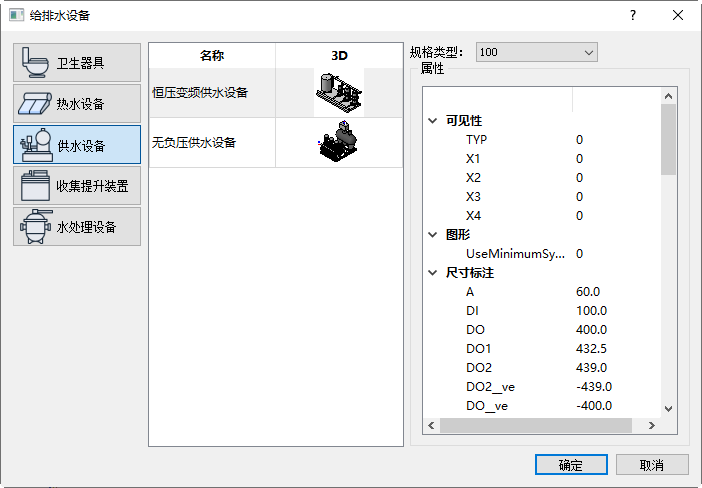 给排水设备
?
卫生器具
热水设备
供水设备
收集提升装置
水处理设备
名称 3D
恒压变频供水设备
无负压供水设备
规格类型: 100
属性
可见性
TYP 0
X1 0
X2 0
X3 0
X4 0
图形
UseMinimumSy... 0
尺寸标注
A 60.0
DI 100.0
DO 400.0
DO1 432.5
DO2 439.0
DO2__ve -439.0
DO__ve -400.0
确定 取消